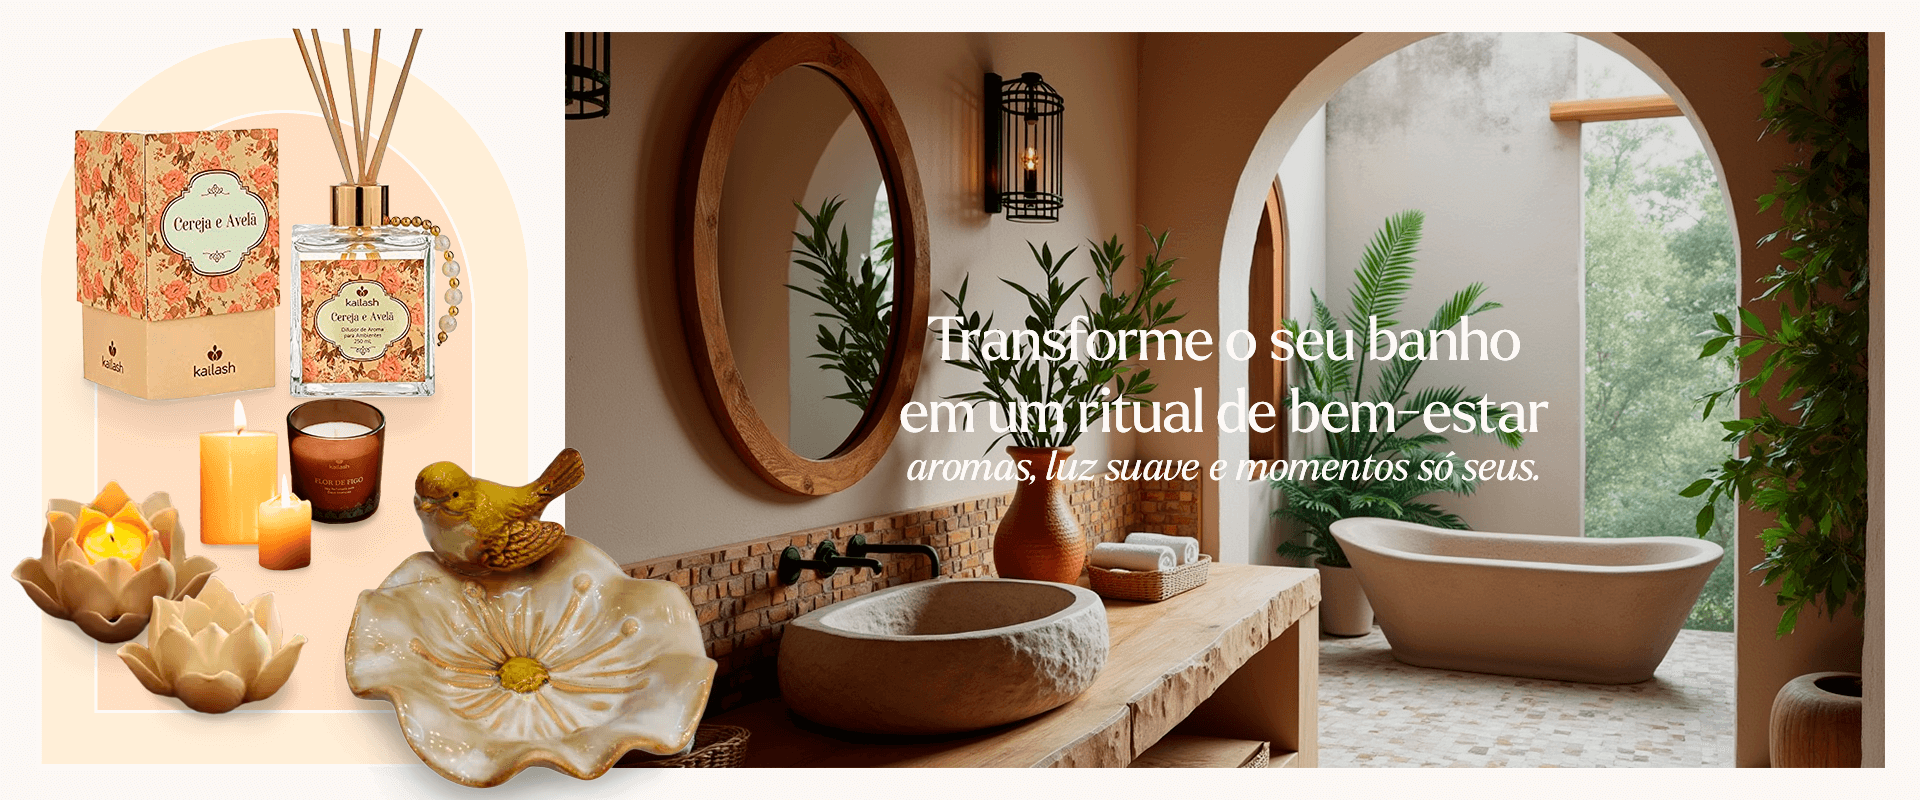 Cereja e Avelã
kailash
kailash
kailash
Cereja e Avelã
Difusor de Aroma
para Ambientes
250 mL
kailash
FLOR DE FIGO
Transforme o seu banho
em um ritual de bem-estar
aromas, luz suave e momentos só seus.